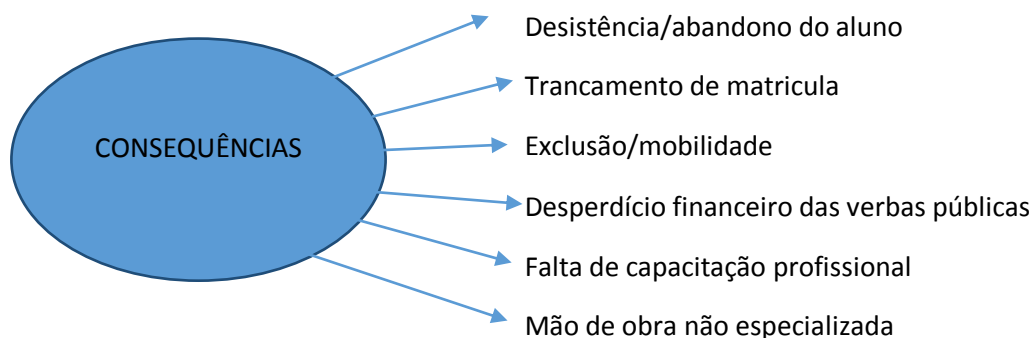 Desistência/abandono do aluno
Trancamento de matricula
CONSEQUÊNCIAS
Exclusão/mobilidade
Desperdício financeiro das verbas públicas
Falta de capacitação profissional
Mão de obra não especializada